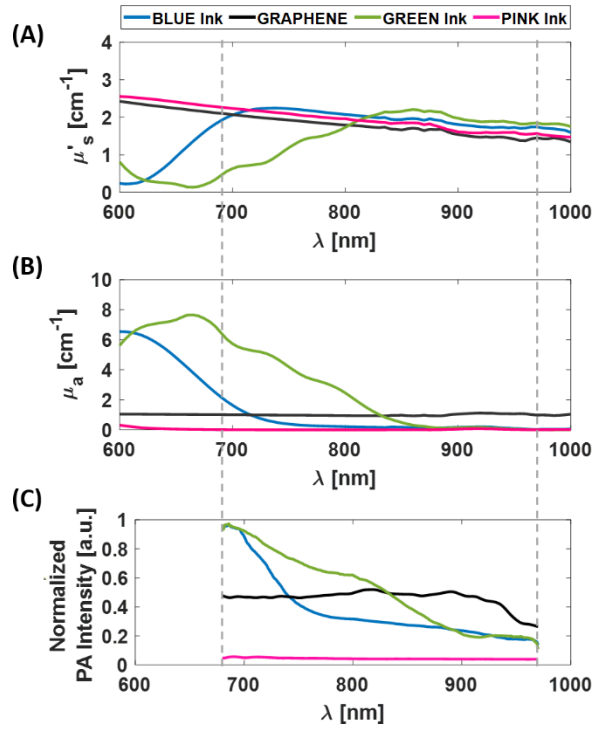 BLUE Ink GRAPHENE GREEN Ink PINK Ink
(A)
4
3
2
1
0
μ's [cm-1]
600 700 800 900 1000
λ [nm]
(B)
10
8
6
4
2
0
μa [cm-1]
600 700 800 900 1000
λ [nm]
(C)
1
0.8
0.6
0.4
0.2
0
Normalized
PA Intensity [a.u.]
600 700 800 900 1000
λ [nm]